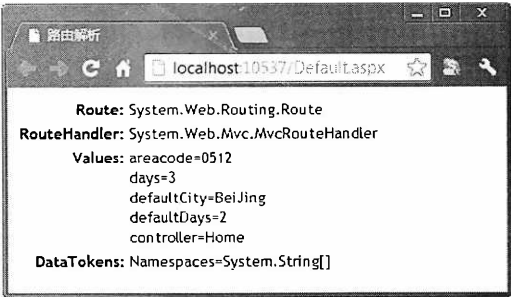 路由解析
localhost:10537/Default.aspx
Route: System.Web.Routing.Route
RouteHandler: System.Web.Mvc.MvcRouteHandler
Values: areacode=0512
days=3
defaultCity=BeiJing
defaultDays=2
controller=Home
DataTokens: Namespaces=System.String[]